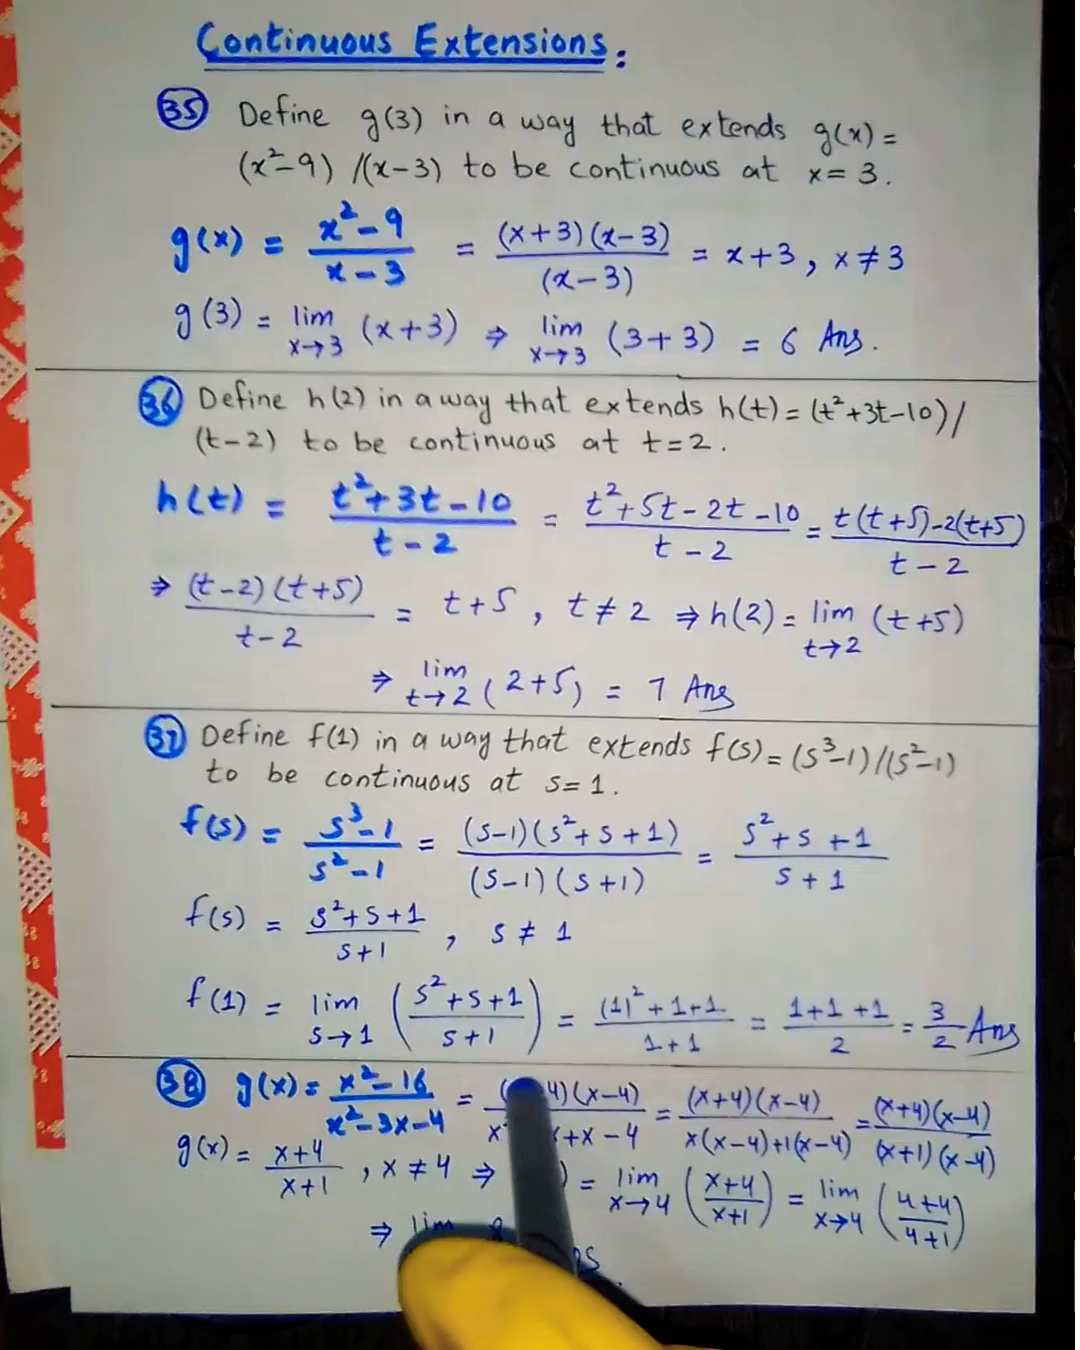 Continuous Extensions.
35 Define g(3) in a way that extends g(x) =
(x²-9) /(x-3) to be continuous at x = 3.
g(x) = x²-9 / x-3 = (x+3)(x-3) / (x-3) = x+3, x≠3
g(3) = lim x→3 (x+3) ⇒ lim x→3 (3+3) = 6 Ans.
36 Define h(2) in a way that extends h(t) = (t²+3t-10)/
(t-2) to be continuous at t=2.
h(t) = t²+3t-10 / t-2 = t²+5t-2t-10 / t-2 = t(t+5)-2(t+5) / t-2
⇒ (t-2)(t+5) / t-2 = t+5, t≠2 ⇒ h(2) = lim t→2 (t+5)
⇒ lim t→2 (2+5) = 7 Ans
37 Define f(1) in a way that extends f(s) = (s³-1)/(s²-1)
to be continuous at s=1.
f(s) = s³-1 / s²-1 = (s-1)(s²+s+1) / (s-1)(s+1) = s²+s+1 / s+1
f(s) = s²+s+1 / s+1, s≠1
f(1) = lim s→1 (s²+s+1 / s+1) = (1)²+1+1 / 1+1 = 1+1+1 / 2 = 3/2 Ans
38 g(x) = x²-16 / x²-3x-4 = 4)(x-4) / x+x-4 = (x+4)(x-4) / x(x-4)+1(x-4) = (x+4)(x-4) / (x+1)(x-4)
g(x) = x+4 / x+1, x≠4 ⇒ ) = lim x→4 (x+4 / x+1) = lim x→4 (4+4 / 4+1)
⇒ lim